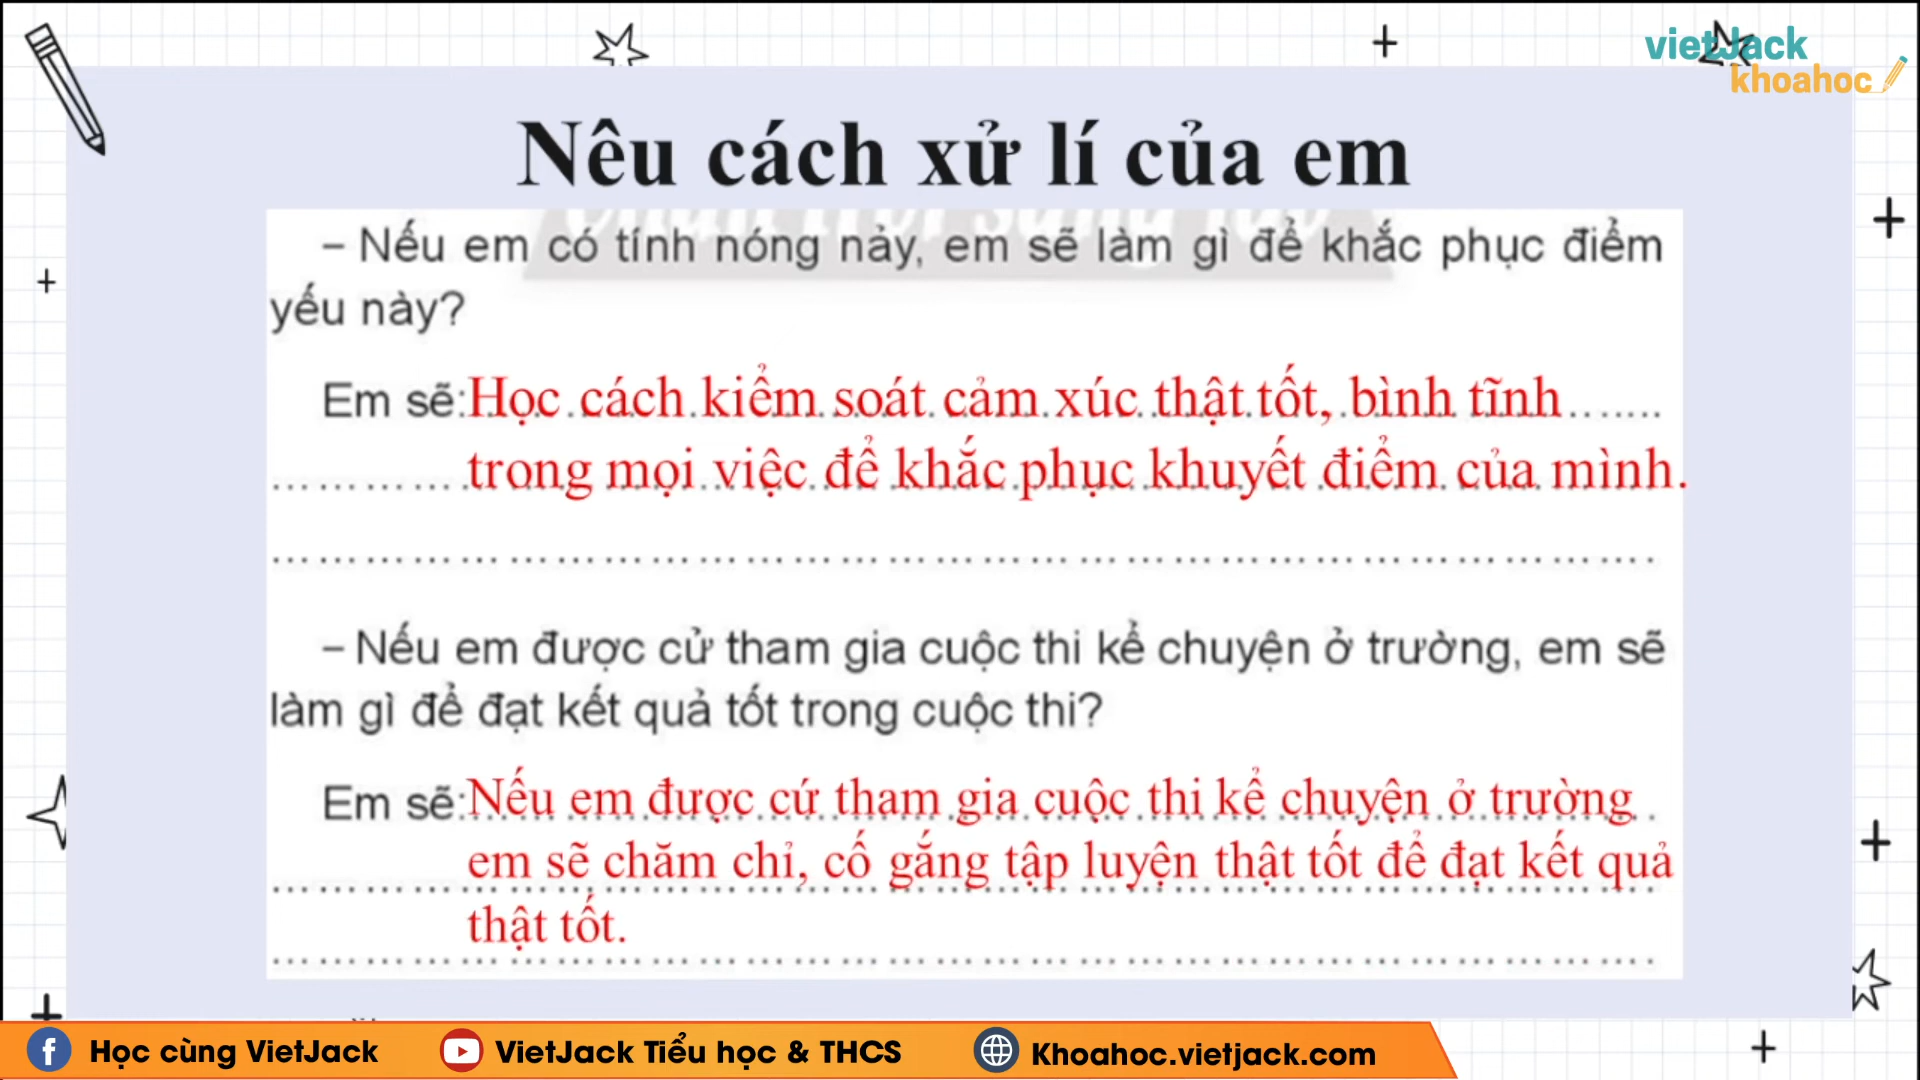 vietJack
khoahoc
Nêu cách xử lí của em
– Nếu em có tính nóng nảy, em sẽ làm gì để khắc phục điểm
yếu này?
Em sẽ: Học cách kiểm soát cảm xúc thật tốt, bình tĩnh
trong mọi việc để khắc phục khuyết điểm của mình.
– Nếu em được cử tham gia cuộc thi kể chuyện ở trường, em sẽ
làm gì để đạt kết quả tốt trong cuộc thi?
Em sẽ: Nếu em được cứ tham gia cuộc thi kể chuyện ở trường
em sẽ chăm chỉ, cố gắng tập luyện thật tốt để đạt kết quả
thật tốt.
Học cùng VietJack
VietJack Tiểu học & THCS
Khoahoc.vietjack.com